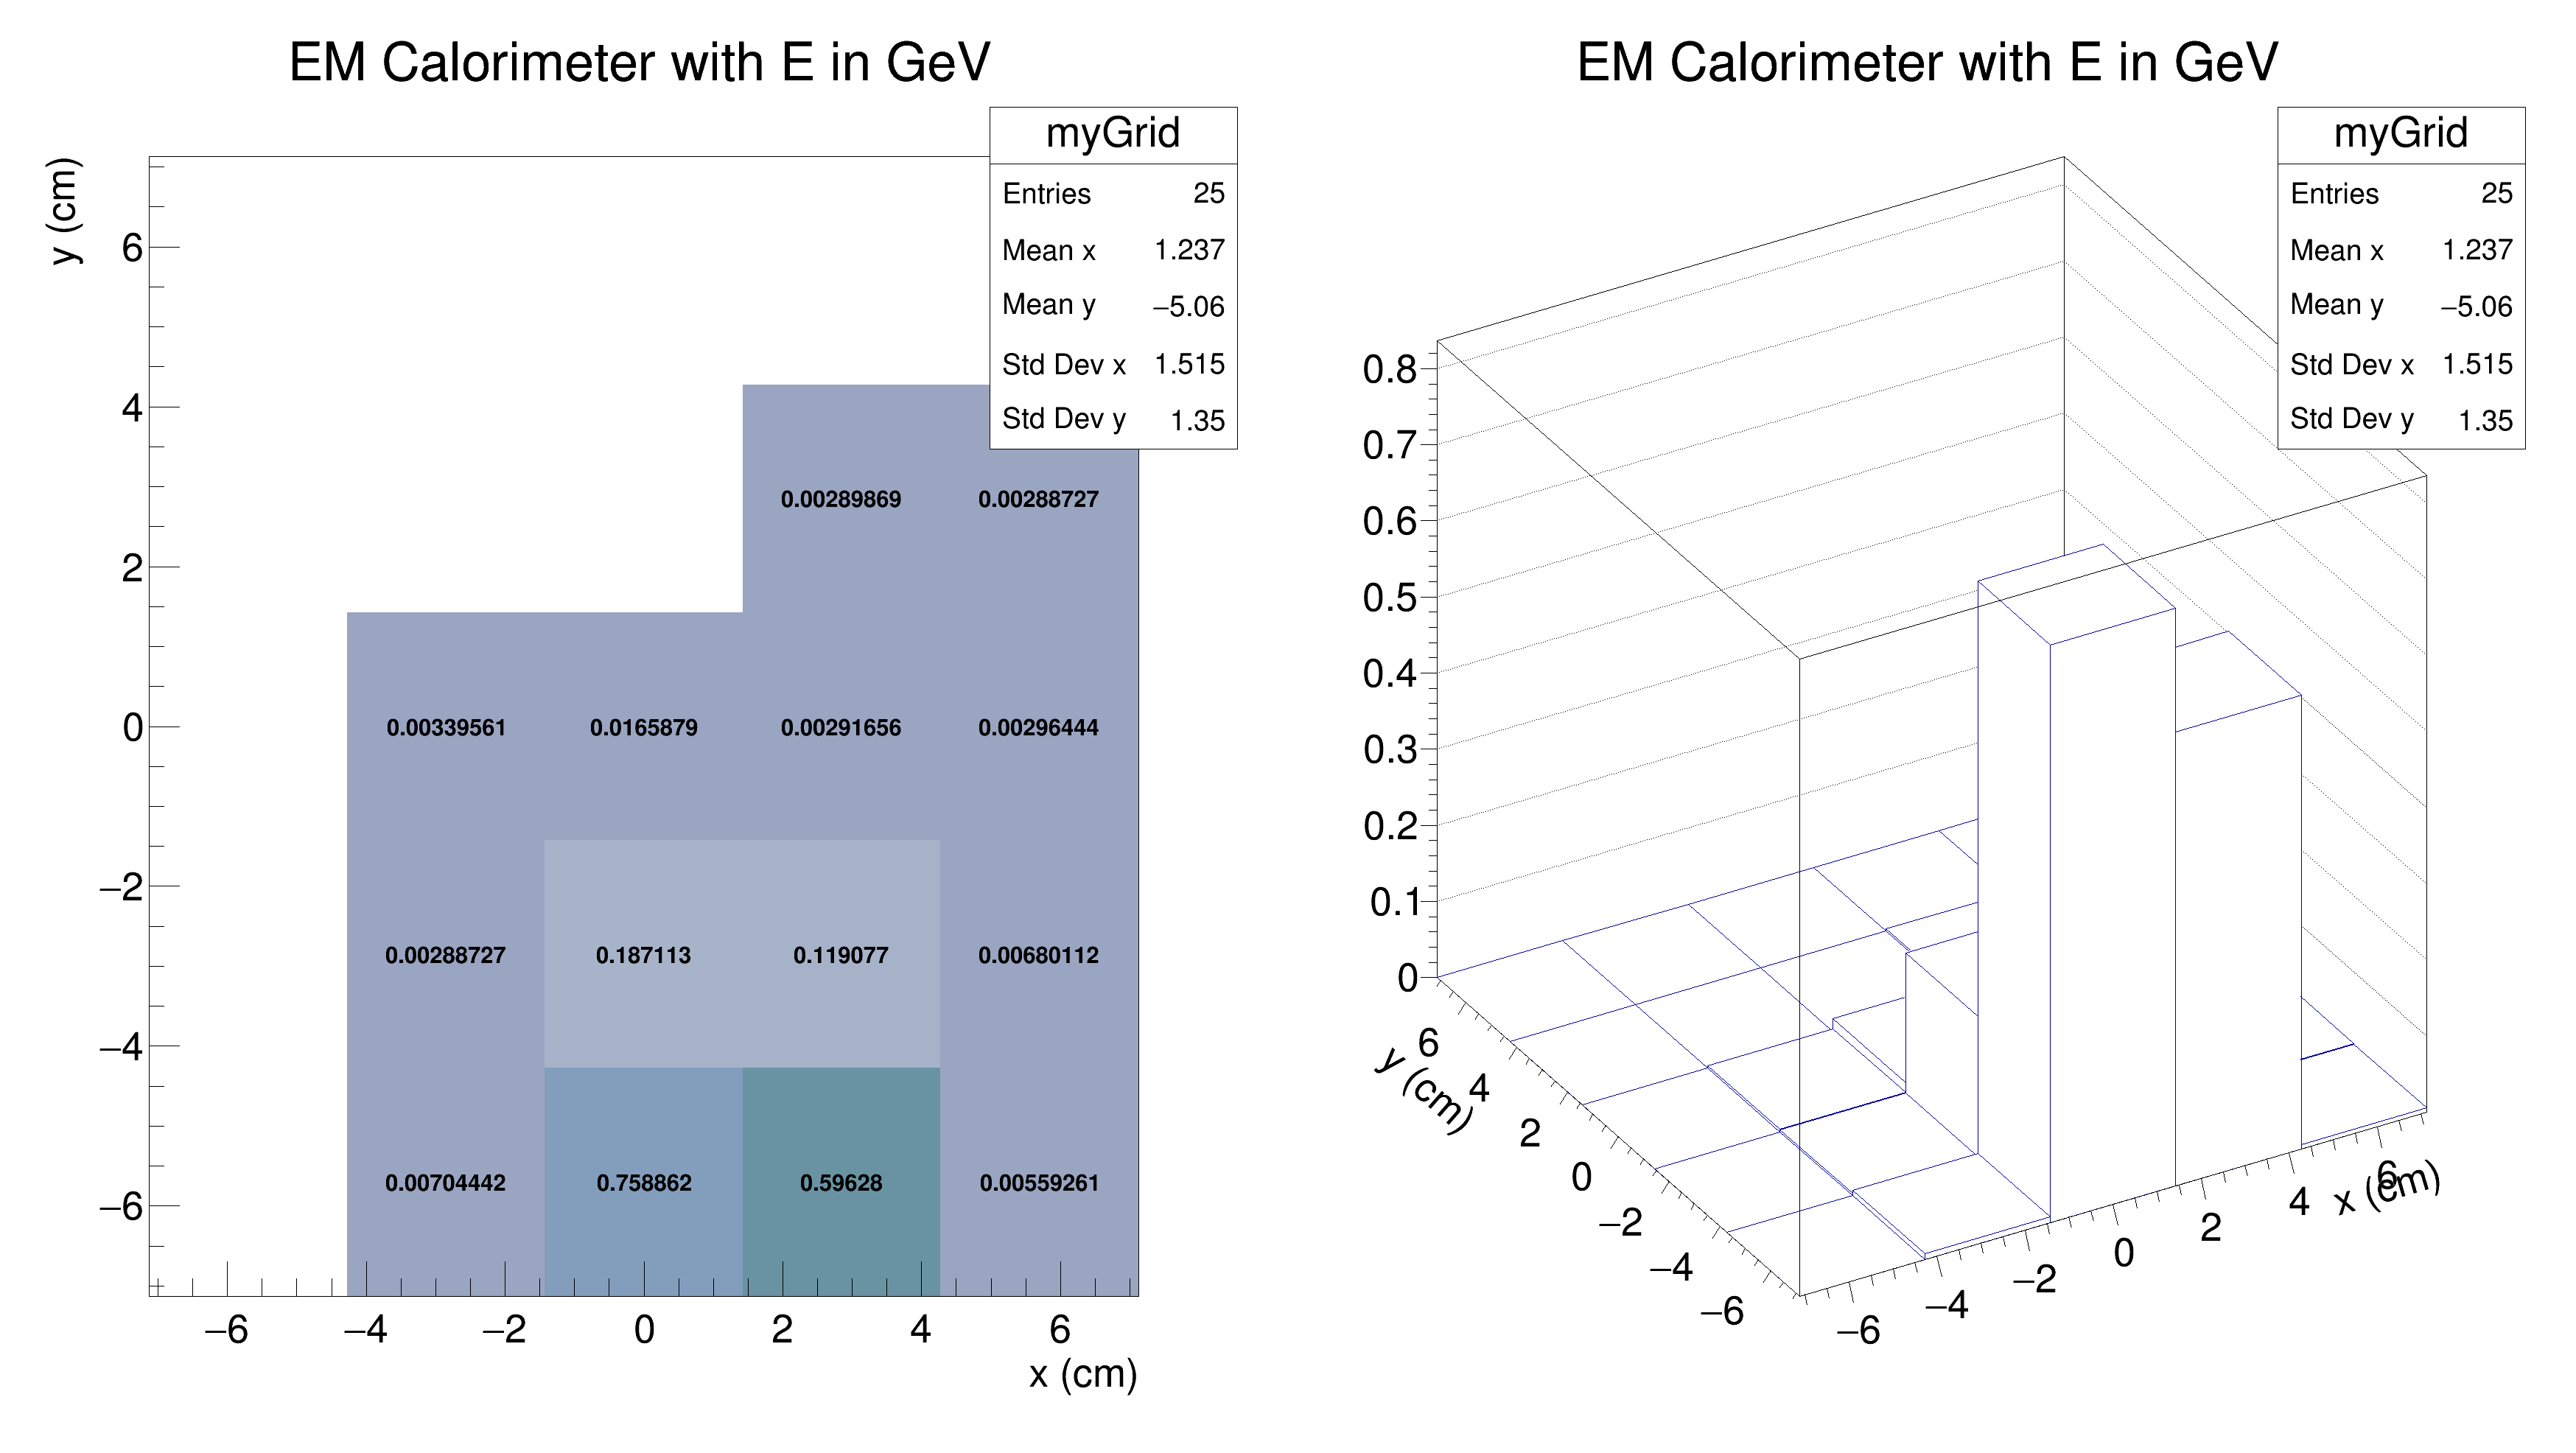 EM Calorimeter with E in GeV
myGrid
Entries 25
Mean x 1.237
Mean y −5.06
Std Dev x 1.515
Std Dev y 1.35
y (cm)
6
4
2
0
−2
−4
−6
0.00289869 0.00288727
0.00339561 0.0165879 0.00291656 0.00296444
0.00288727 0.187113 0.119077 0.00680112
0.00704442 0.758862 0.59628 0.00559261
−6 −4 −2 0 2 4 6
x (cm)
EM Calorimeter with E in GeV
myGrid
Entries 25
Mean x 1.237
Mean y −5.06
Std Dev x 1.515
Std Dev y 1.35
0.8
0.7
0.6
0.5
0.4
0.3
0.2
0.1
0
y (cm)
6
4
2
0
−2
−4
−6
−6 −4 −2 0 2 4 6
x (cm)